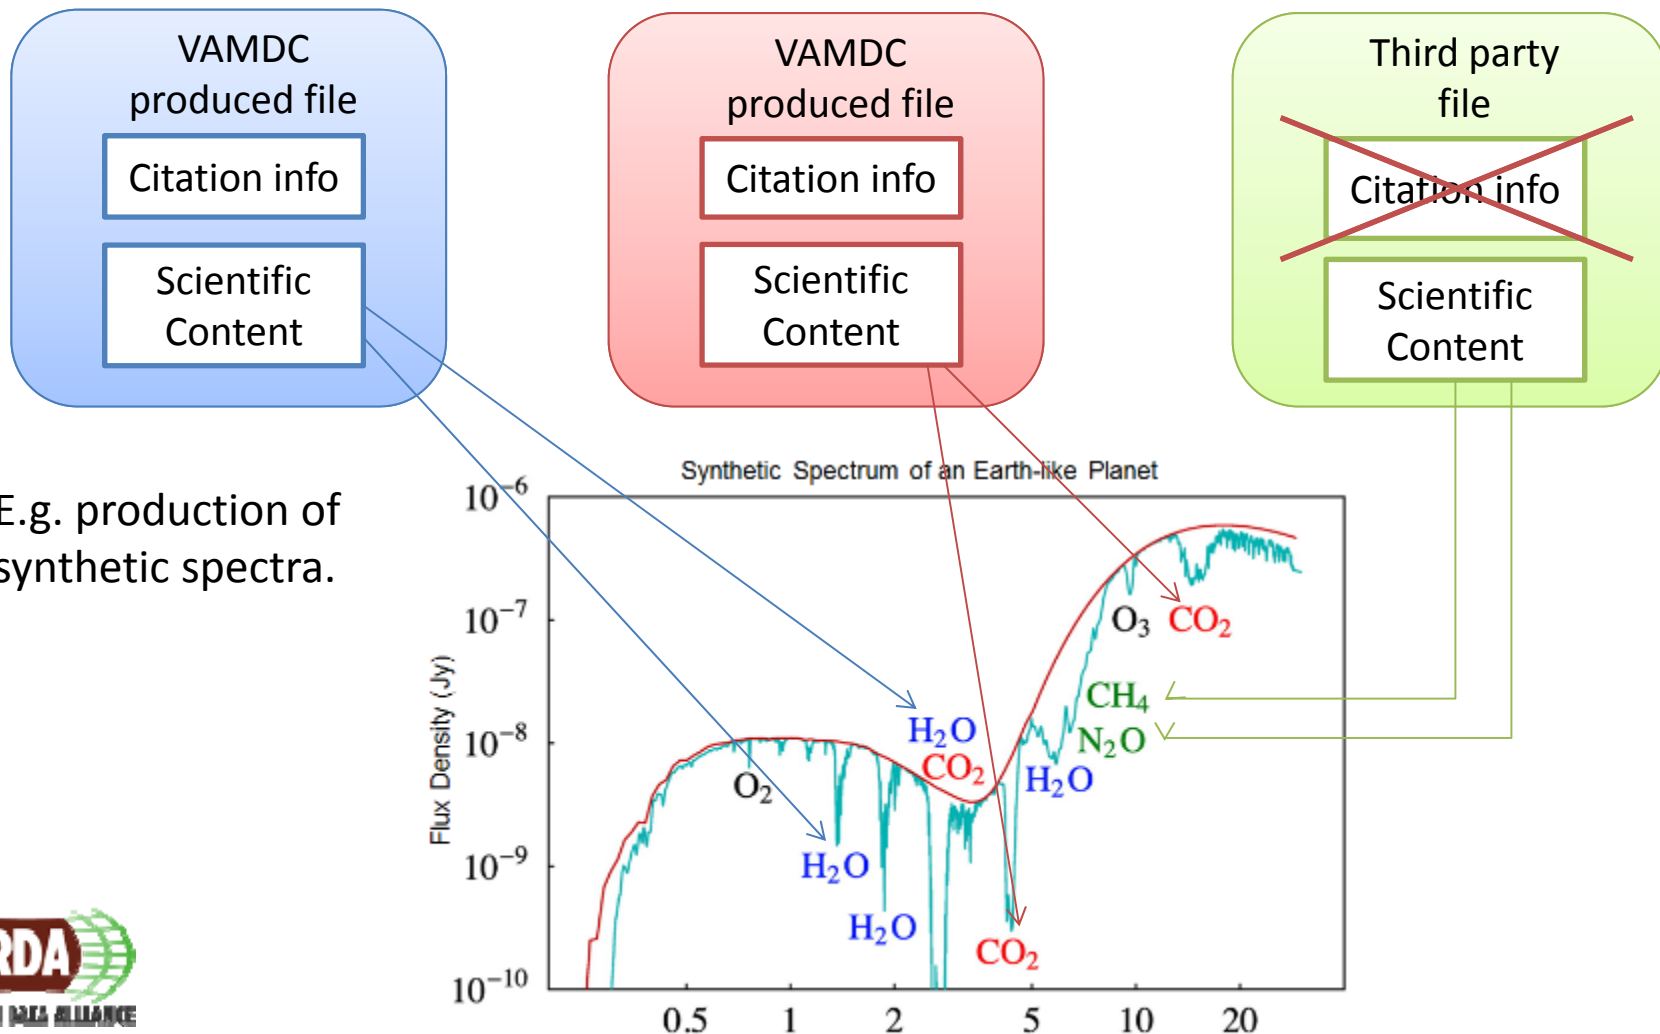 VAMDC
produced file
Citation info
Scientific
Content
VAMDC
produced file
Citation info
Scientific
Content
Third party
file
Citation info
Scientific
Content
E.g. production of
synthetic spectra.
Synthetic Spectrum of an Earth-like Planet
Flux Density (Jy)
10⁻⁶
10⁻⁷
10⁻⁸
10⁻⁹
10⁻¹⁰
O₃ CO₂
CH₄
N₂O
H₂O
H₂O
CO₂
O₂
H₂O
H₂O
CO₂
0.5 1 2 5 10 20
RDA